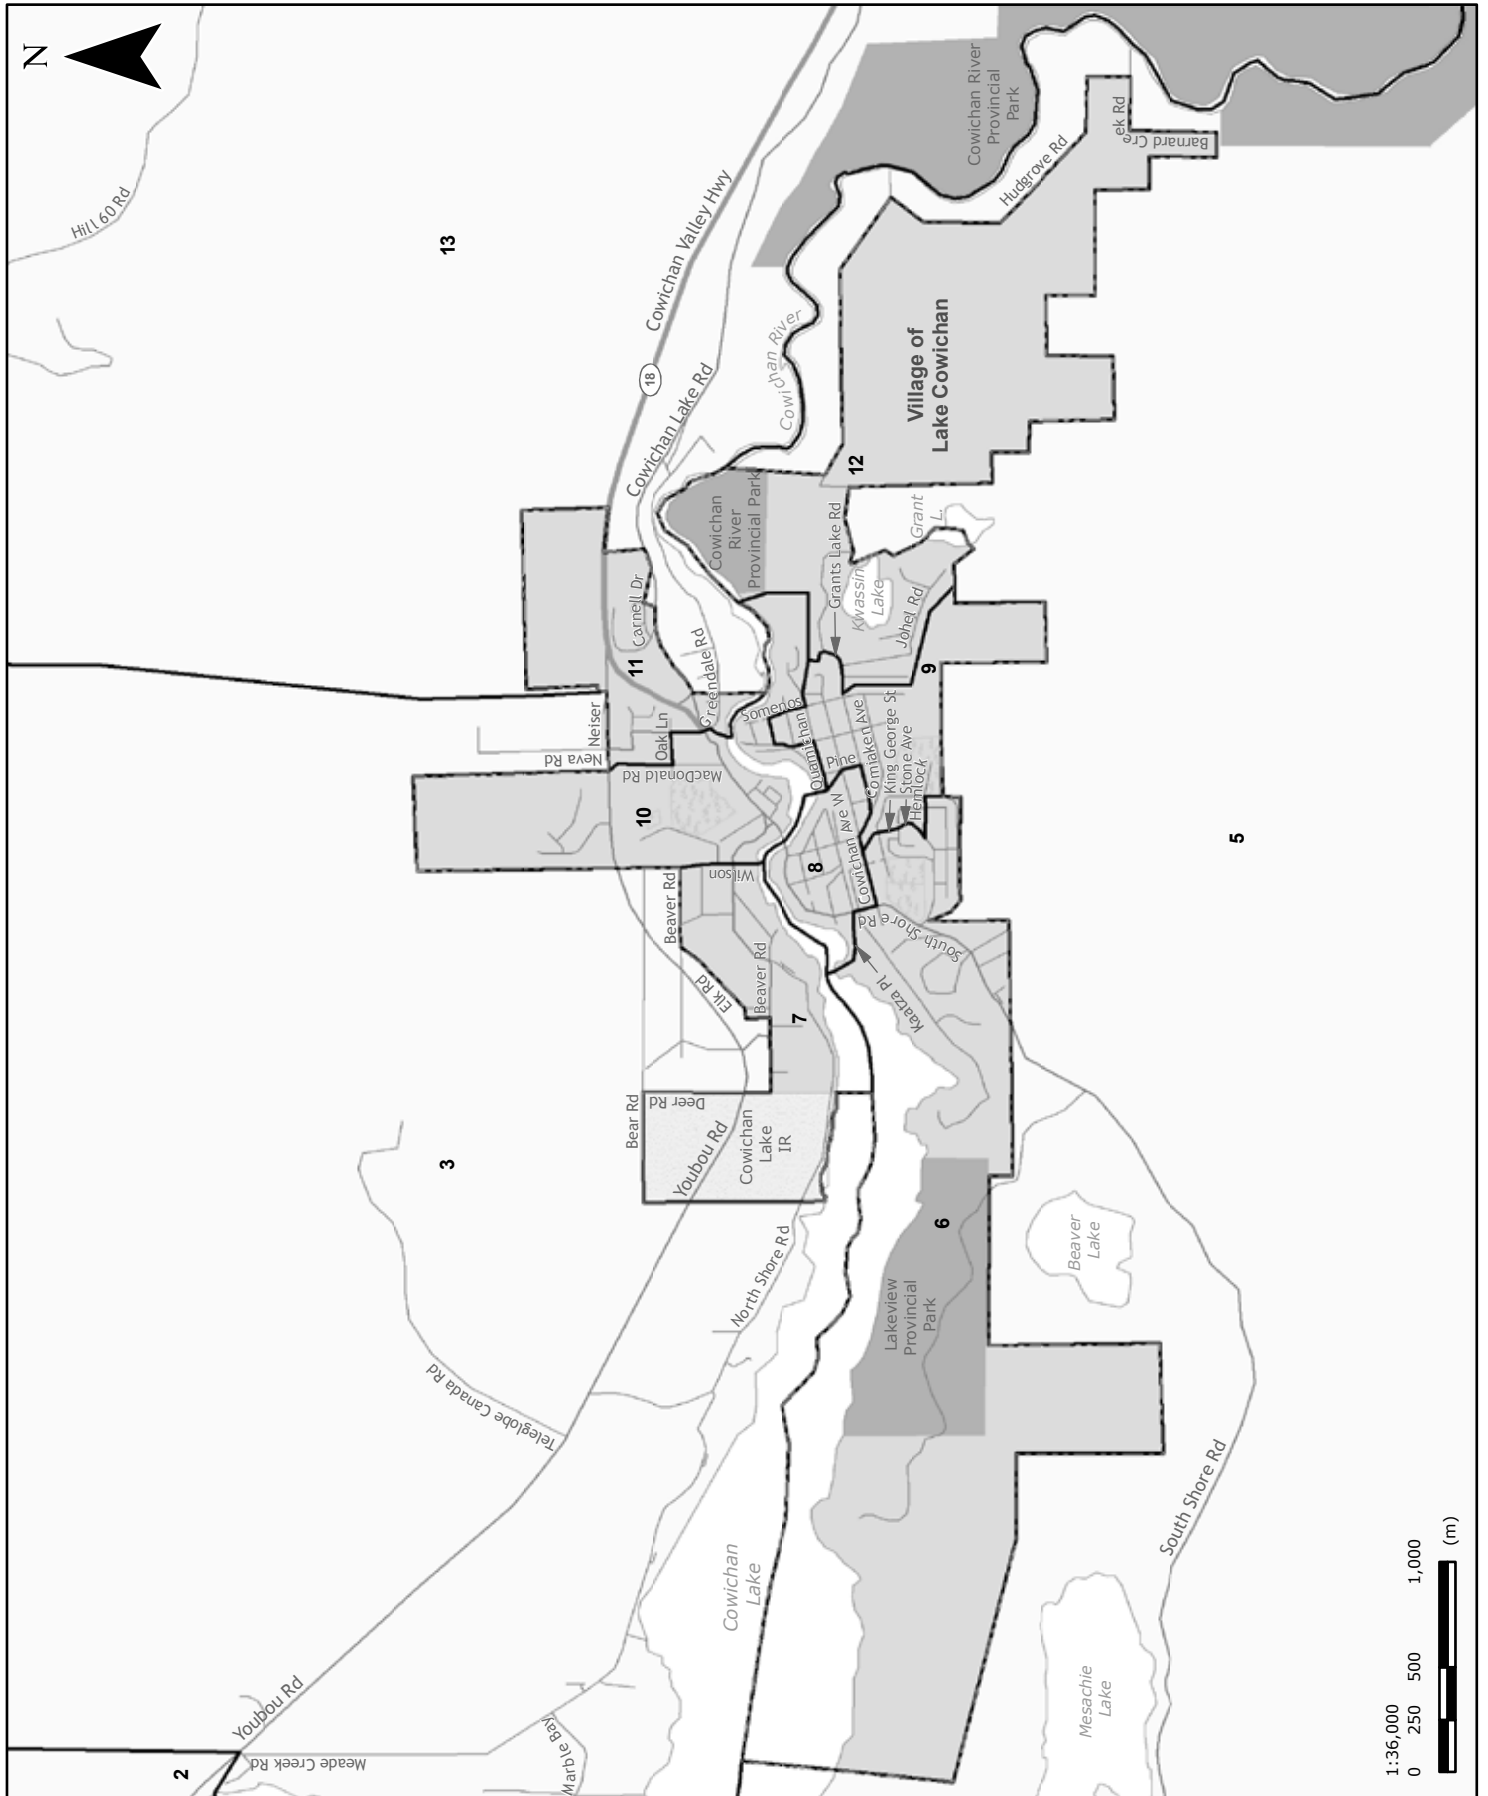 N
Hill 60 Rd
13
Cowichan Valley Hwy
18
Cowichan Lake Rd
Cowichan River
Cowichan River
Provincial
Park
Hudgrove Rd
Barnard Cre
ek Rd
Village of
Lake Cowichan
12
Cowichan
River
Provincial Park
Grant
L.
Grants Lake Rd
Kwassin
Lake
Johel Rd
9
Carnell Dr
11
Greendale Rd
Neiser
Neva Rd
Oak Ln
MacDonald Rd
10
Somenos
Quamichan
Pine
Comiaken Ave
King George St
Stone Ave
Hemlock
Cowichan Ave W
8
Wilson
Beaver Rd
Beaver Rd
Elk Rd
7
South Shore Rd
Kaatza Pl
5
Bear Rd
Deer Rd
Youbou Rd
Cowichan
Lake
IR
3
North Shore Rd
6
Lakeview
Provincial
Park
Beaver
Lake
Teleglobe Canada Rd
Cowichan
Lake
South Shore Rd
Mesachie
Lake
Youbou Rd
Meade Creek Rd
Marble Bay
2
1:36,000
0 250 500 1,000
(m)